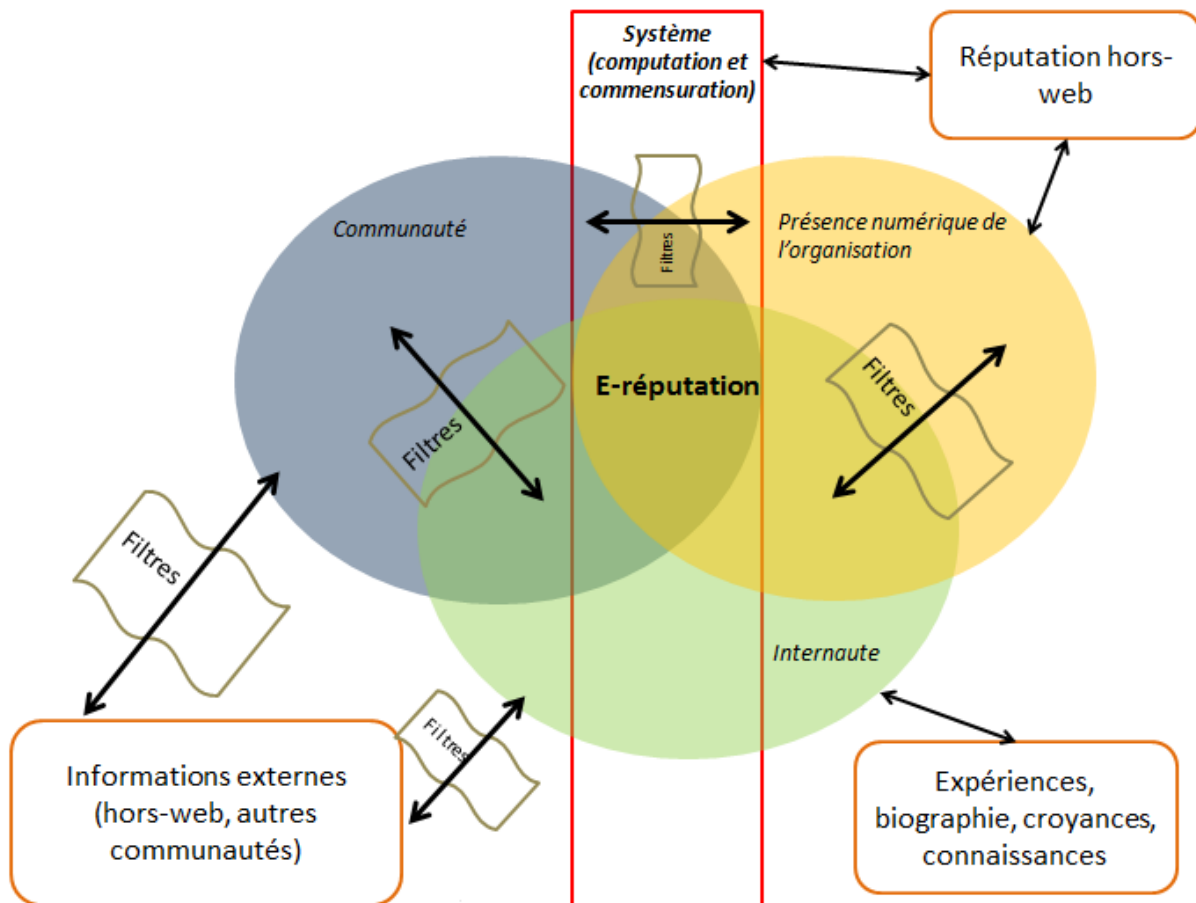 Système
(computation et
commensuration)
Réputation hors-
web
Communauté
Filtres
Présence numérique de
l'organisation
Filtres
E-réputation
Filtres
Filtres
Internaute
Filtres
Informations externes
(hors-web, autres
communautés)
Expériences,
biographie, croyances,
connaissances